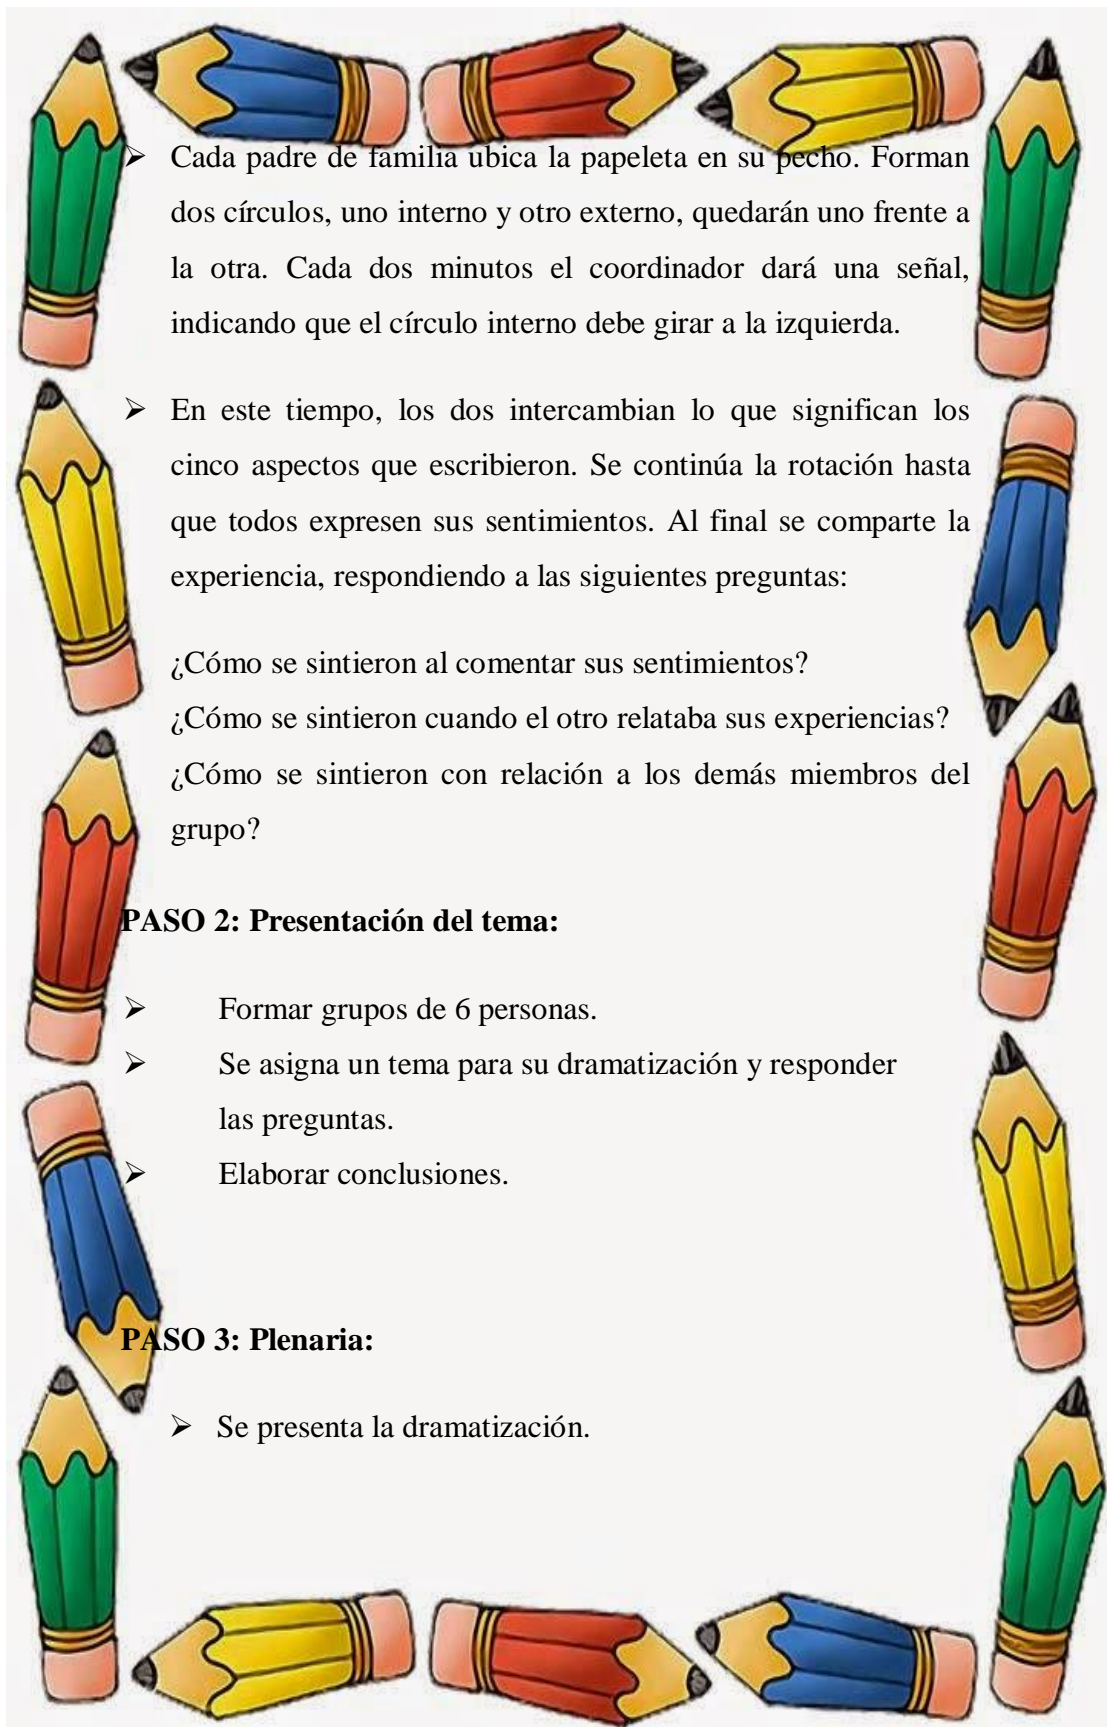 ➢ Cada padre de familia ubica la papeleta en su pecho. Forman
dos círculos, uno interno y otro externo, quedarán uno frente a
la otra. Cada dos minutos el coordinador dará una señal,
indicando que el círculo interno debe girar a la izquierda.
➢ En este tiempo, los dos intercambian lo que significan los
cinco aspectos que escribieron. Se continúa la rotación hasta
que todos expresen sus sentimientos. Al final se comparte la
experiencia, respondiendo a las siguientes preguntas:
¿Cómo se sintieron al comentar sus sentimientos?
¿Cómo se sintieron cuando el otro relataba sus experiencias?
¿Cómo se sintieron con relación a los demás miembros del
grupo?
PASO 2: Presentación del tema:
➢ Formar grupos de 6 personas.
➢ Se asigna un tema para su dramatización y responder
las preguntas.
➢ Elaborar conclusiones.
PASO 3: Plenaria:
➢ Se presenta la dramatización.